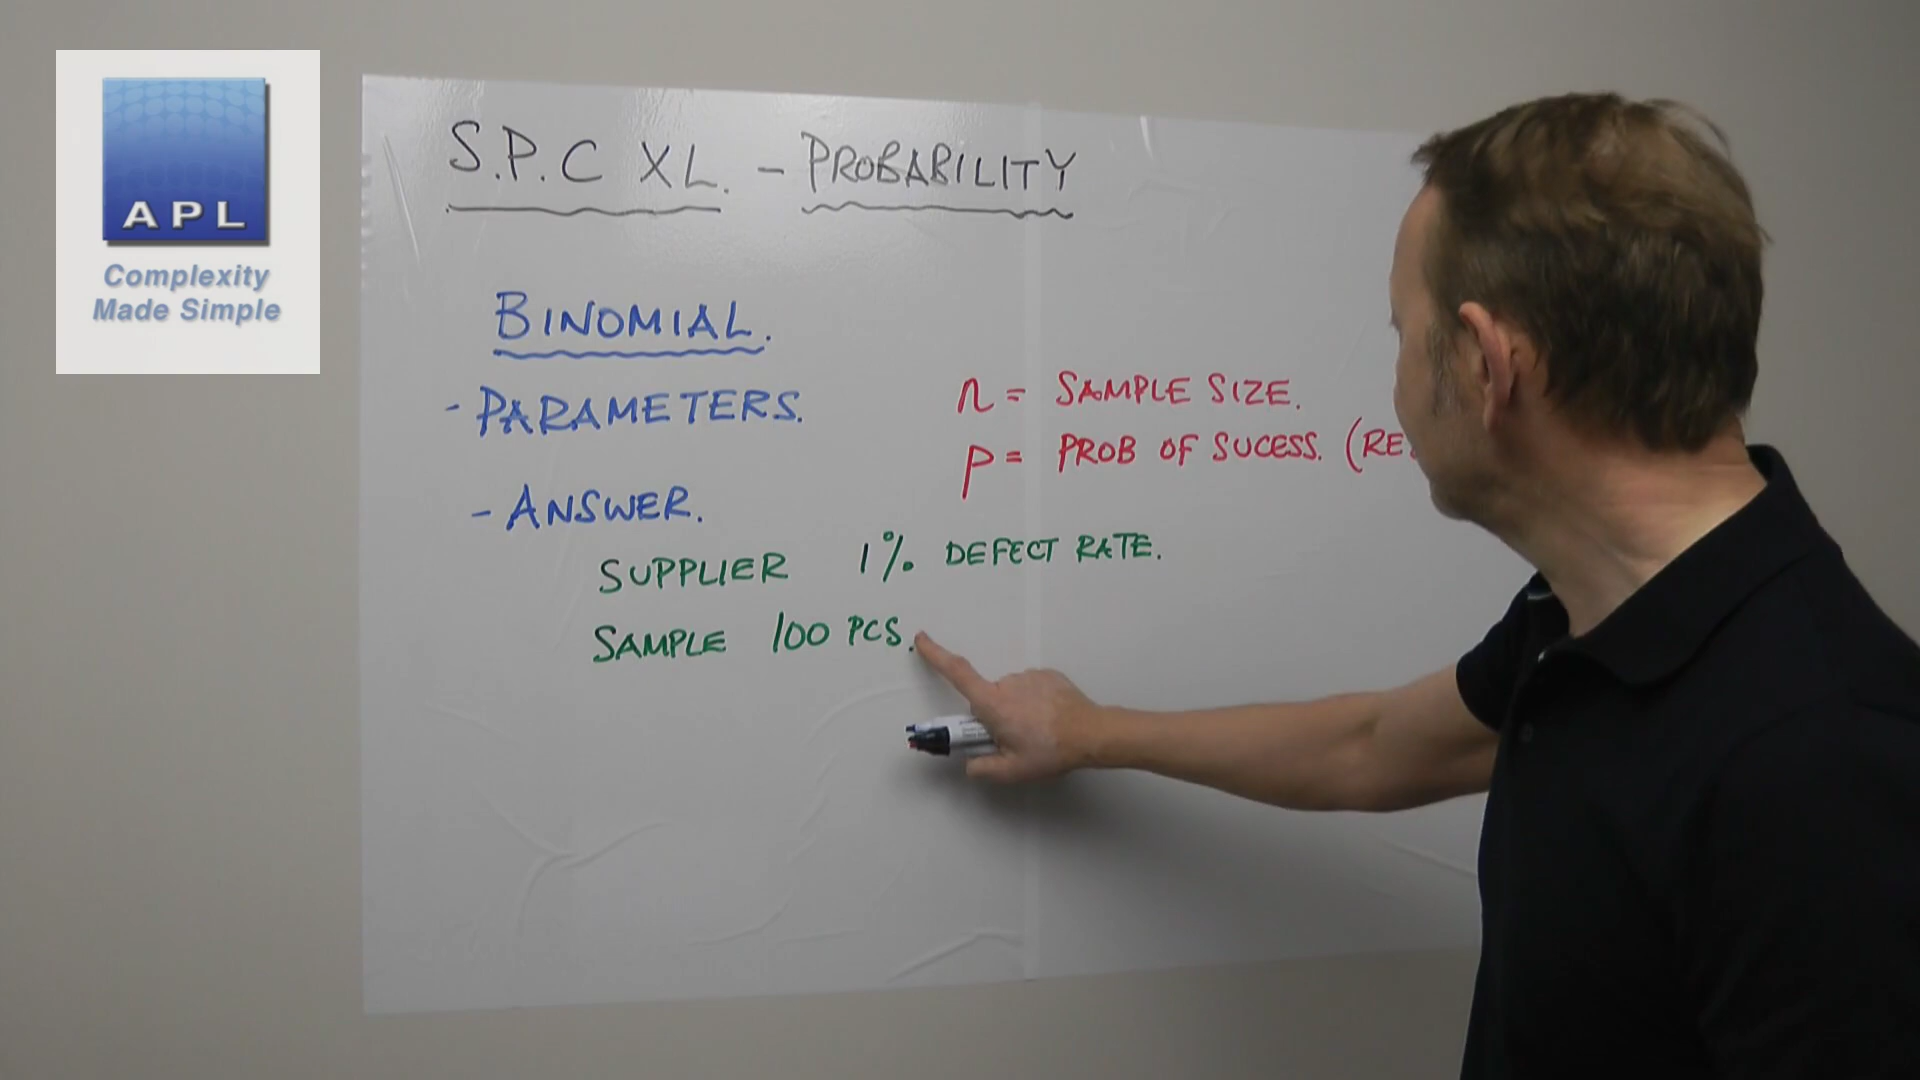 APL
Complexity
Made Simple
S.P.C XL. - PROBABILITY
BINOMIAL.
- PARAMETERS.
n = SAMPLE SIZE.
p = PROB OF SUCESS. (RE
- ANSWER.
SUPPLIER 1% DEFECT RATE.
SAMPLE 100 PCS.